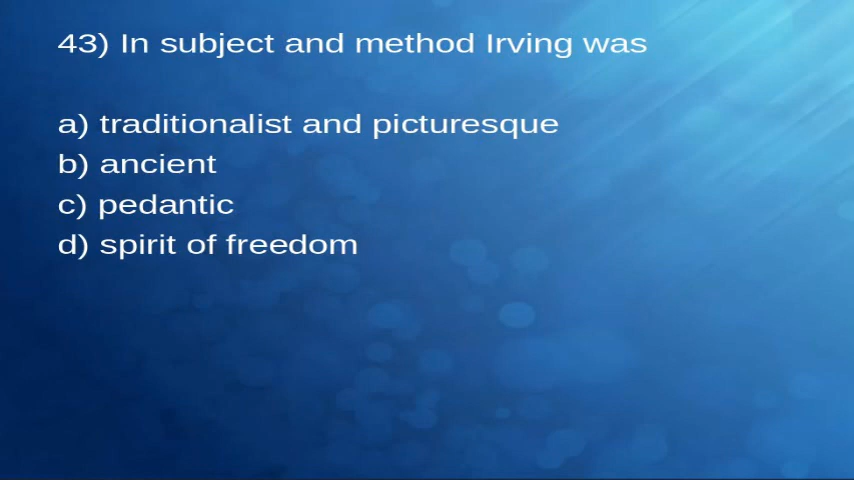 43) In subject and method Irving was
a) traditionalist and picturesque
b) ancient
c) pedantic
d) spirit of freedom